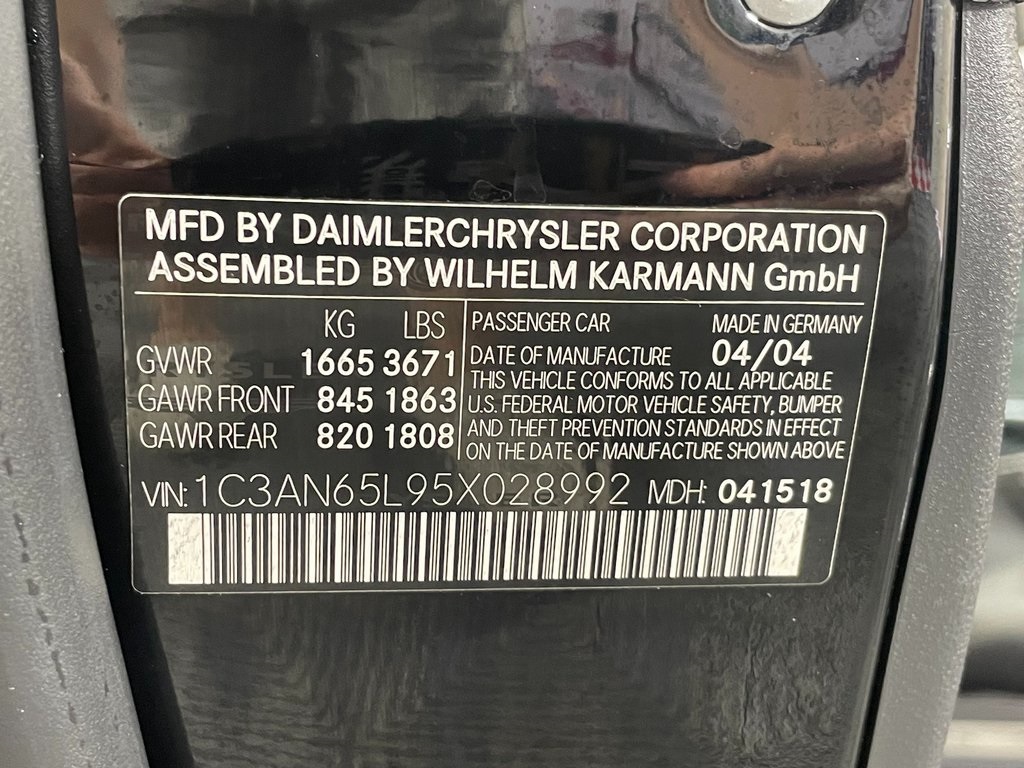 MFD BY DAIMLERCHRYSLER CORPORATION
ASSEMBLED BY WILHELM KARMANN GmbH
KG LBS
GVWR 1665 3671
GAWR FRONT 845 1863
GAWR REAR 820 1808
PASSENGER CAR MADE IN GERMANY
DATE OF MANUFACTURE 04/04
THIS VEHICLE CONFORMS TO ALL APPLICABLE
U.S. FEDERAL MOTOR VEHICLE SAFETY, BUMPER
AND THEFT PREVENTION STANDARDS IN EFFECT
ON THE DATE OF MANUFACTURE SHOWN ABOVE
VIN: 1C3AN65L95X028992 MDH: 041518